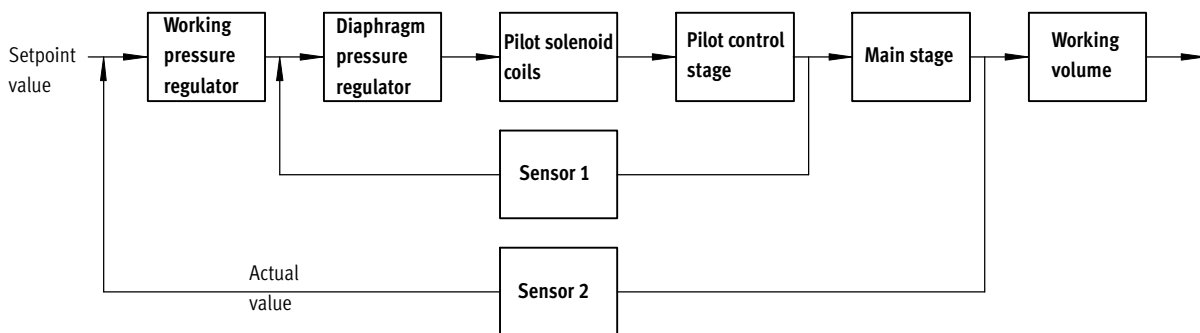 Setpoint
value
Working
pressure
regulator
Diaphragm
pressure
regulator
Pilot solenoid
coils
Pilot control
stage
Main stage
Working
volume
Sensor 1
Actual
value
Sensor 2